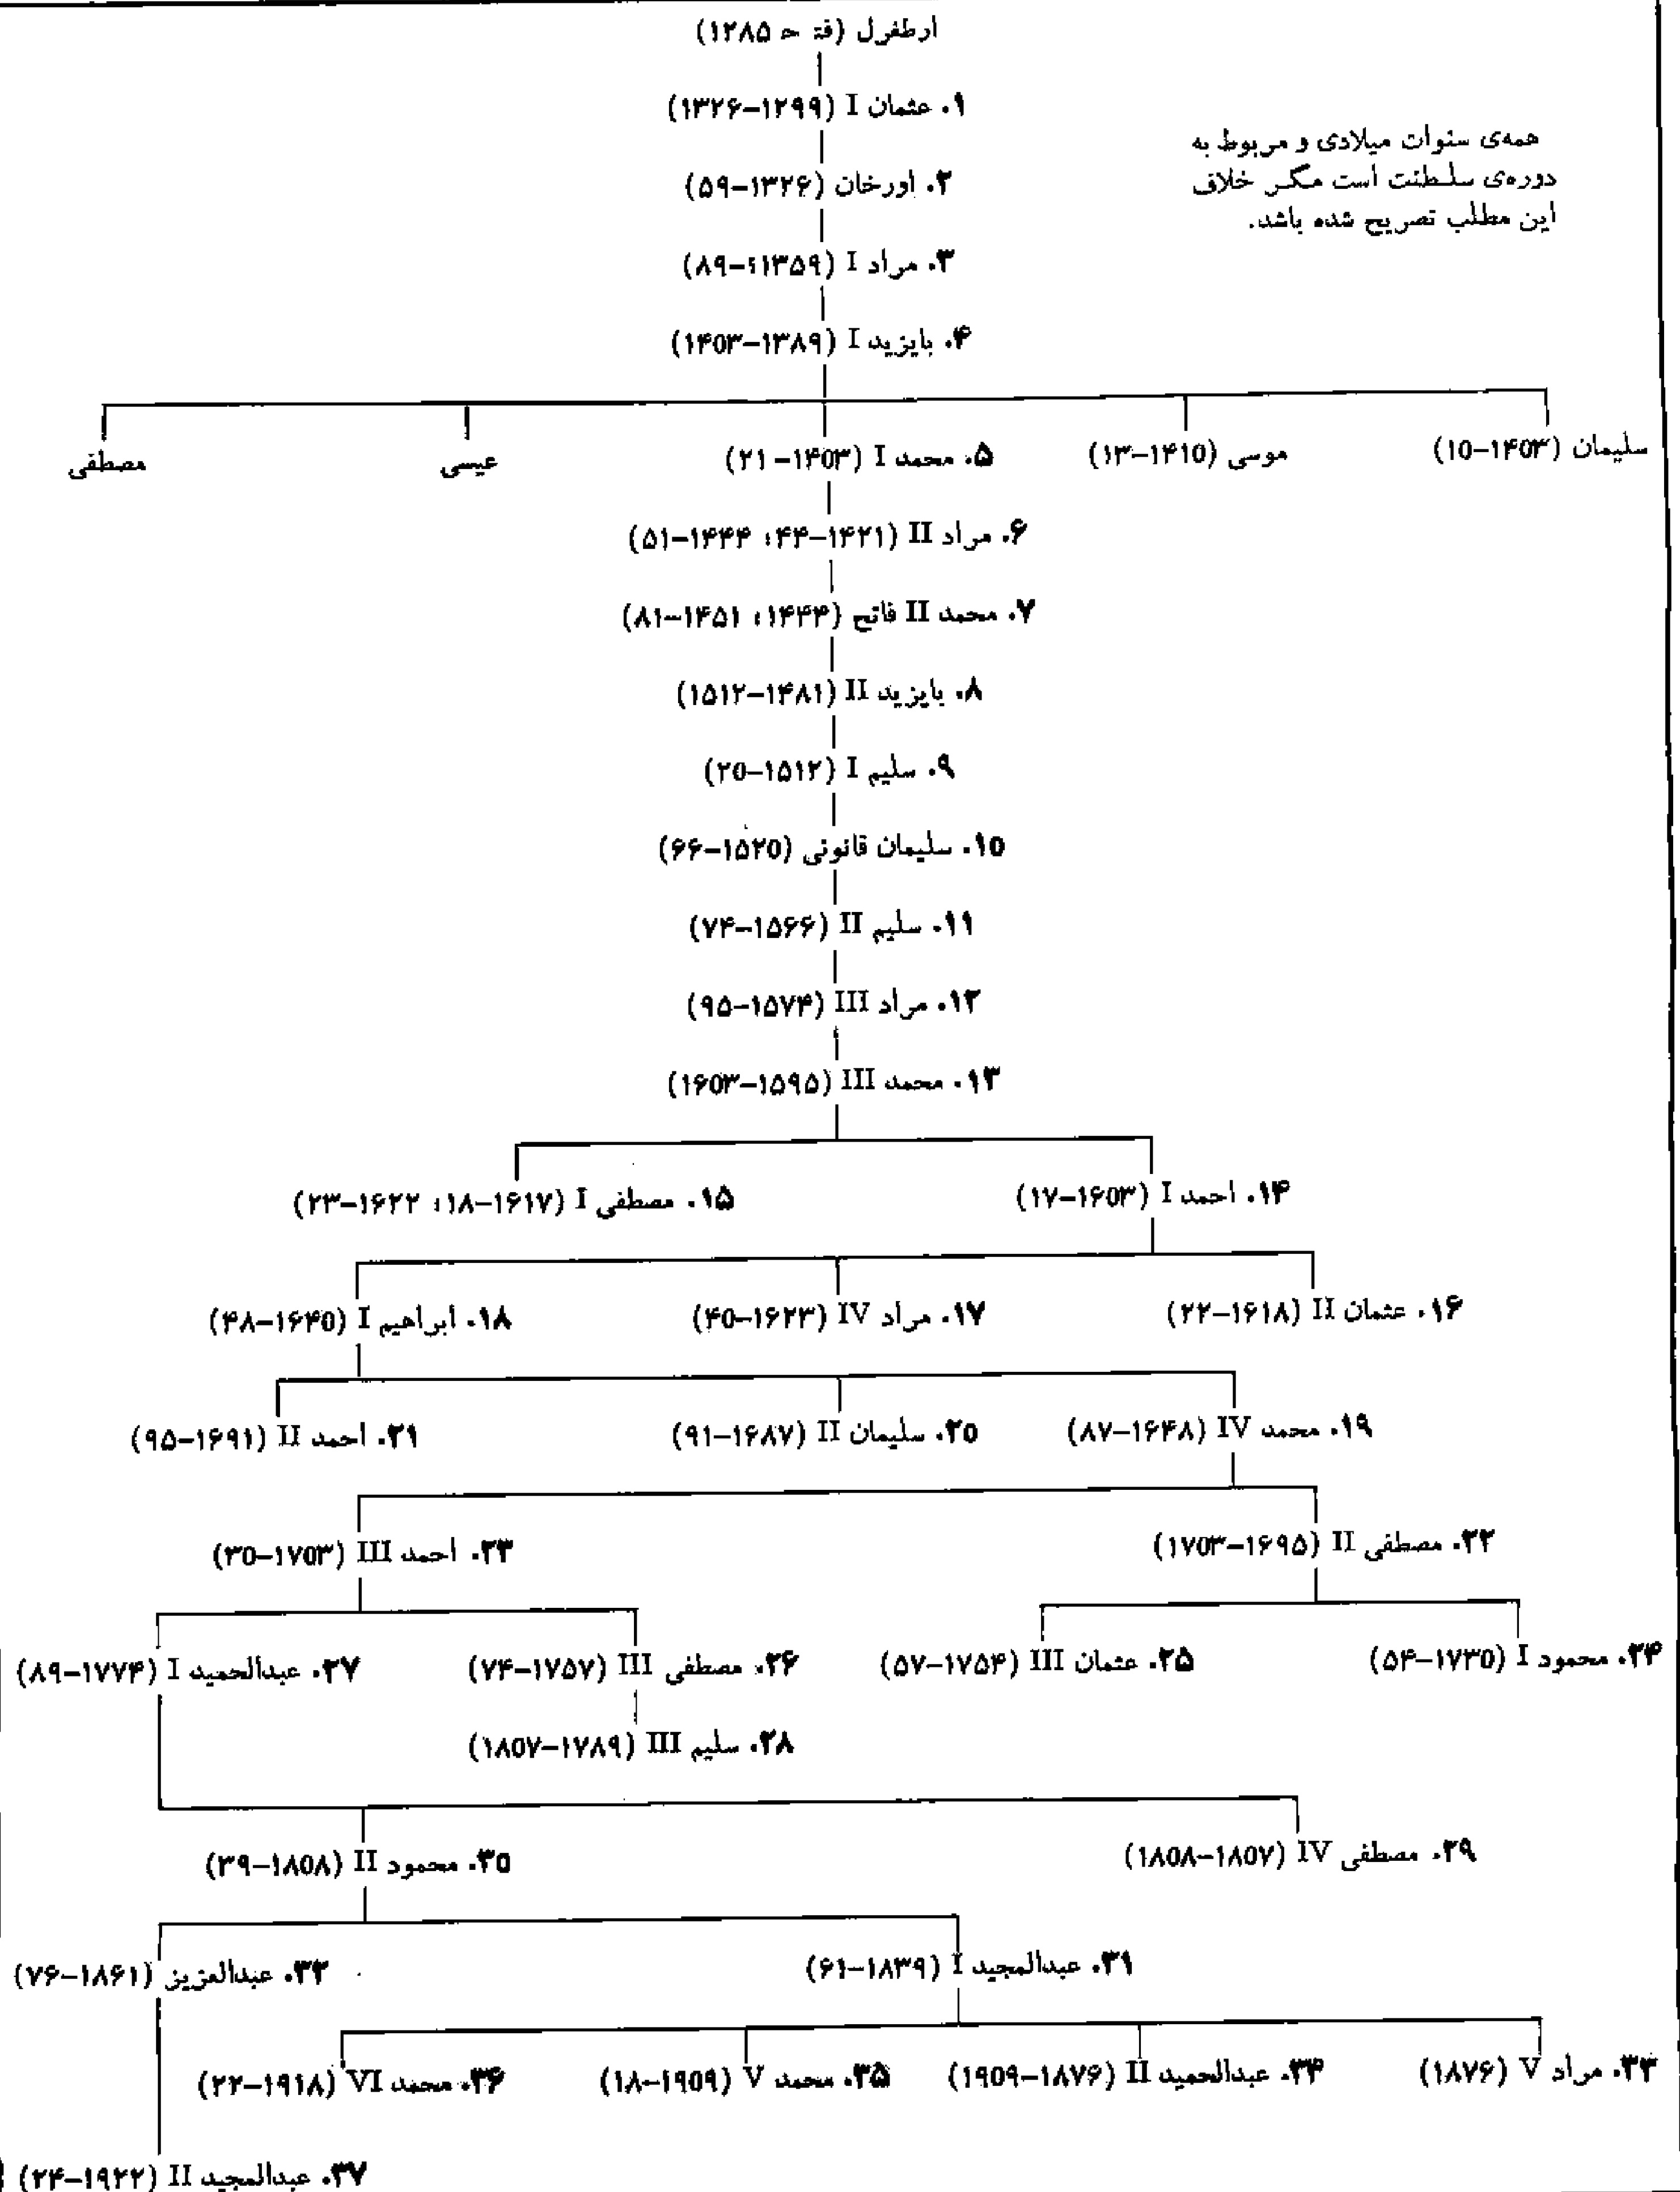 ارطغرل (فتـ حـ ۱۲۸۵)
۱. عثمان I (۱۲۹۹–۱۳۲۶)
همه‌ی سنوات میلادی و مربوط به
دوره‌ی سلطنت است مگر خلاف
این مطلب تصریح شده باشد.
۲. اورخان (۱۳۲۶–۵۹)
۳. مراد I (۱۳۵۹؟–۸۹)
۴. بایزید I (۱۳۸۹–۱۴۰۳)
سلیمان (۱۴۰۳–۱۰)
موسی (۱۴۱۰–۱۳)
۵. محمد I (۱۴۰۳–۲۱)
عیسی
مصطفی
۶. مراد II (۱۴۲۱–۴۴؛ ۱۴۴۴–۵۱)
۷. محمد II فاتح (۱۴۴۴؛ ۱۴۵۱–۸۱)
۸. بایزید II (۱۴۸۱–۱۵۱۲)
۹. سلیم I (۱۵۱۲–۲۰)
۱۰. سلیمان قانونی (۱۵۲۰–۶۶)
۱۱. سلیم II (۱۵۶۶–۷۴)
۱۲. مراد III (۱۵۷۴–۹۵)
۱۳. محمد III (۱۵۹۵–۱۶۰۳)
۱۴. احمد I (۱۶۰۳–۱۷)
۱۵. مصطفی I (۱۶۱۷–۱۸؛ ۱۶۲۲–۲۳)
۱۶. عثمان II (۱۶۱۸–۲۲)
۱۷. مراد IV (۱۶۲۳–۴۰)
۱۸. ابراهیم I (۱۶۴۰–۴۸)
۱۹. محمد IV (۱۶۴۸–۸۷)
۲۰. سلیمان II (۱۶۸۷–۹۱)
۲۱. احمد II (۱۶۹۱–۹۵)
۲۲. مصطفی II (۱۶۹۵–۱۷۰۳)
۲۳. احمد III (۱۷۰۳–۳۰)
۲۴. محمود I (۱۷۳۰–۵۴)
۲۵. عثمان III (۱۷۵۴–۵۷)
۲۶. مصطفی III (۱۷۵۷–۷۴)
۲۷. عبدالحمید I (۱۷۷۴–۸۹)
۲۸. سلیم III (۱۷۸۹–۱۸۰۷)
۲۹. مصطفی IV (۱۸۰۷–۱۸۰۸)
۳۰. محمود II (۱۸۰۸–۳۹)
۳۱. عبدالمجید I (۱۸۳۹–۶۱)
۳۲. عبدالعزیز (۱۸۶۱–۷۶)
۳۳. مراد V (۱۸۷۶)
۳۴. عبدالحمید II (۱۸۷۶–۱۹۰۹)
۳۵. محمد V (۱۹۰۹–۱۸)
۳۶. محمد VI (۱۹۱۸–۲۲)
۳۷. عبدالمجید II (۱۹۲۲–۲۴)